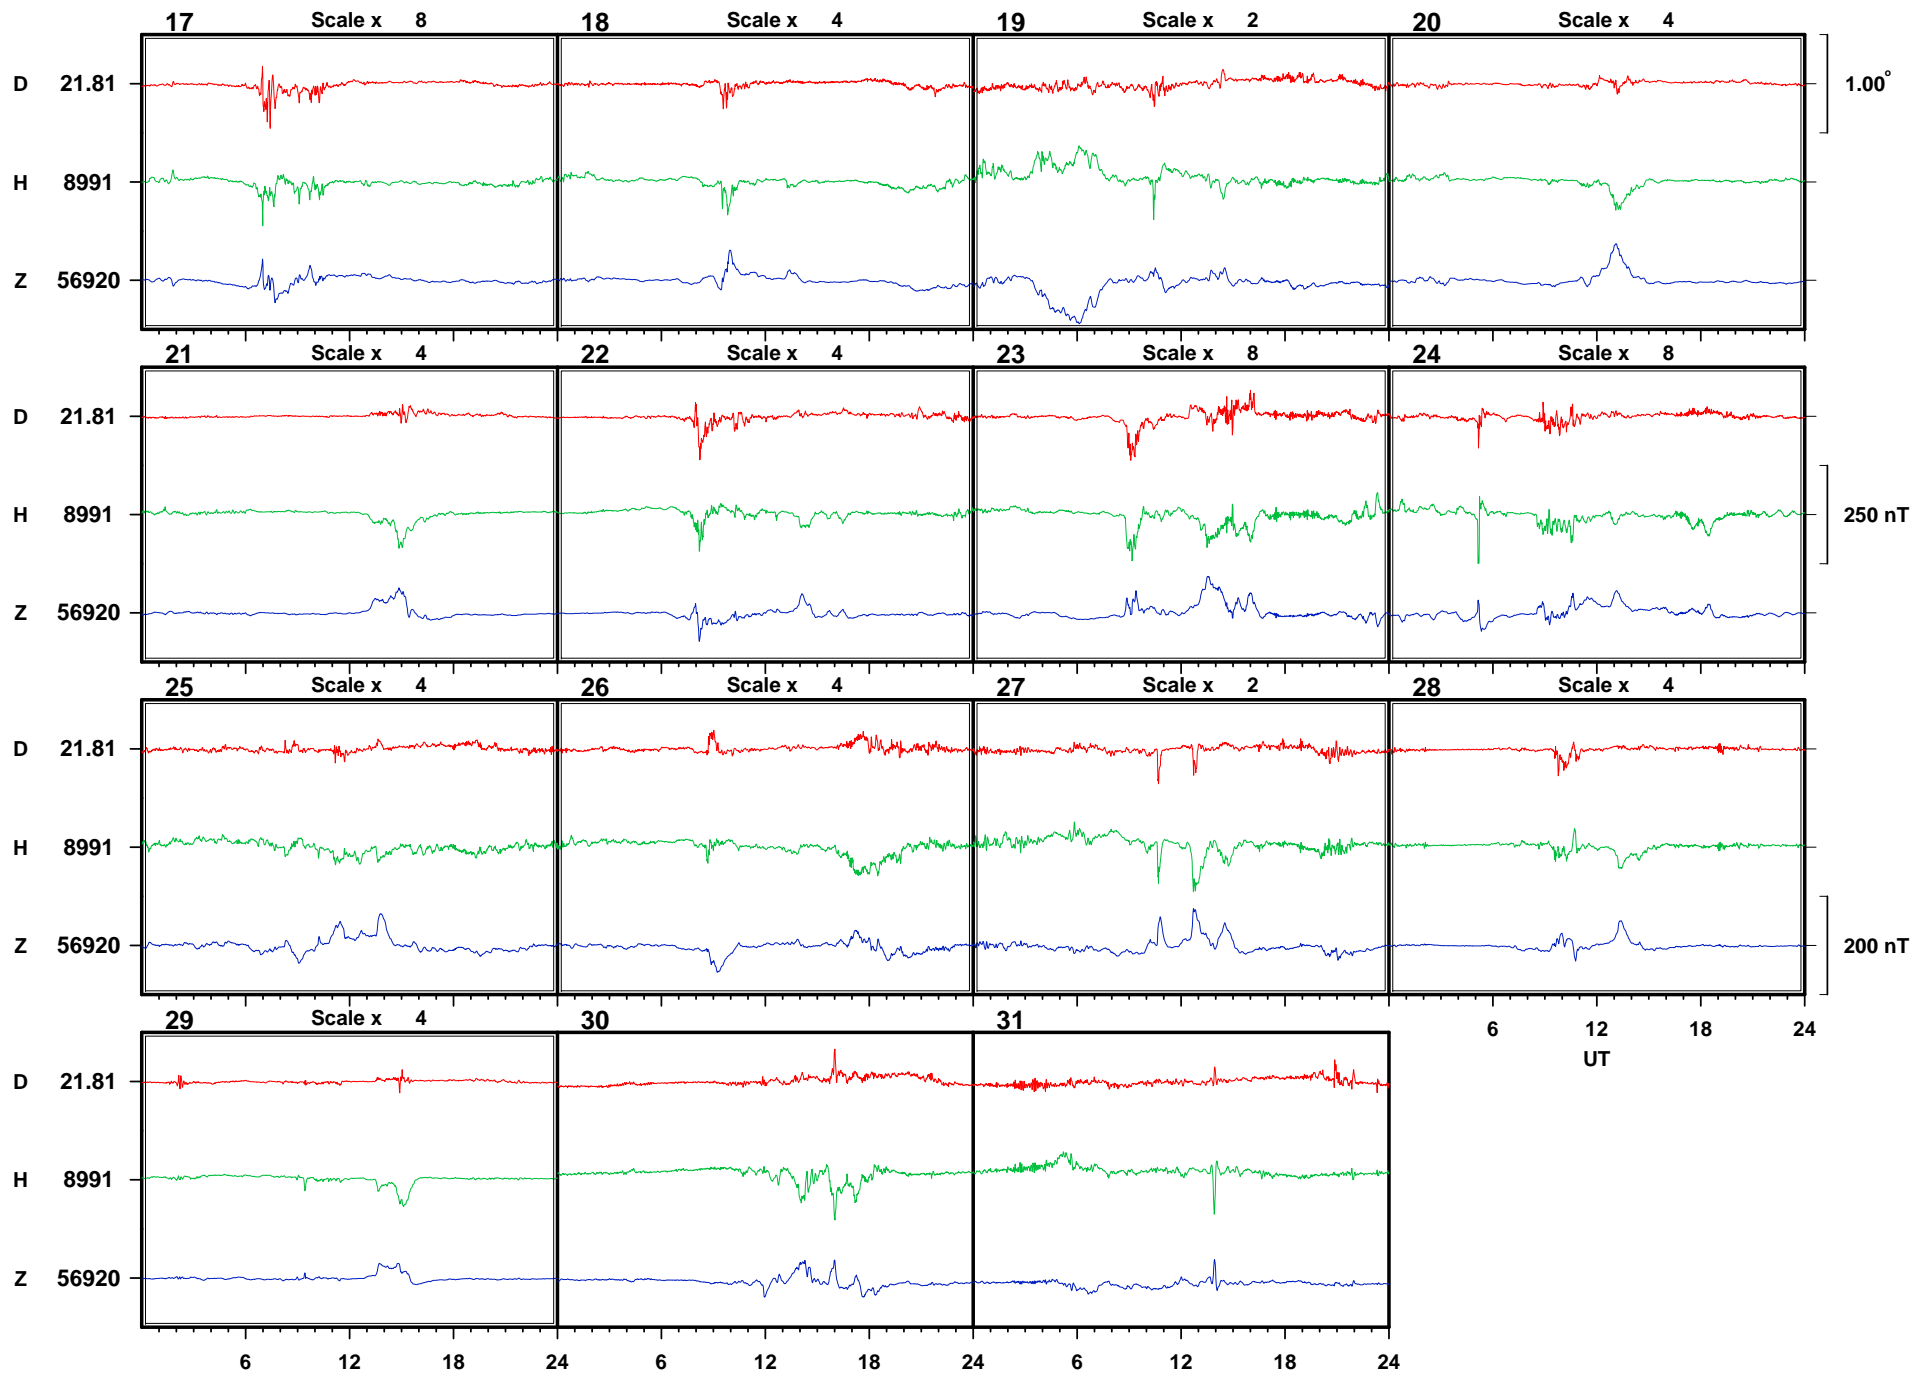 17 Scale x 8 18 Scale x 4 19 Scale x 2 20 Scale x 4
D 21.81 1.00°
H 8991
Z 56920
21 Scale x 4 22 Scale x 4 23 Scale x 8 24 Scale x 8
D 21.81
H 8991 250 nT
Z 56920
25 Scale x 4 26 Scale x 4 27 Scale x 2 28 Scale x 4
D 21.81
H 8991
Z 56920 200 nT
29 Scale x 4 30 31 6 12 18 24
UT
D 21.81
H 8991
Z 56920
6 12 18 24 6 12 18 24 6 12 18 24